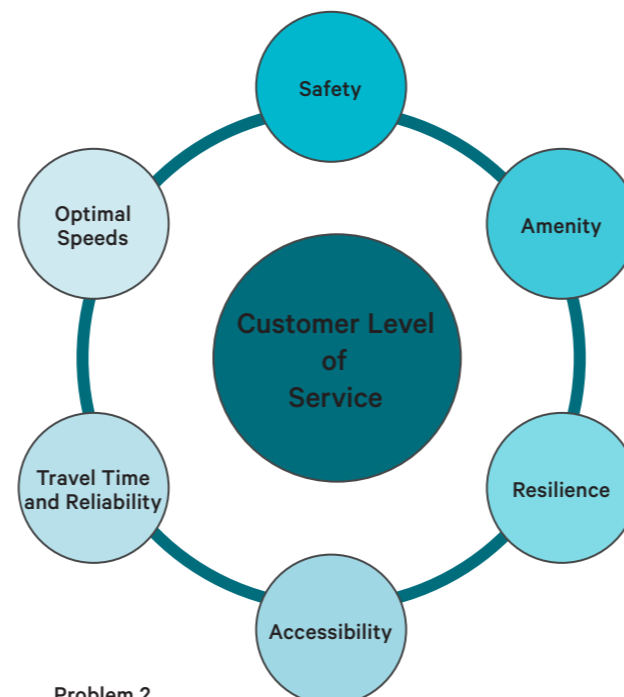 Safety
Optimal
Speeds
Amenity
Customer Level
of
Service
Travel Time
and Reliability
Resilience
Accessibility
Problem 2